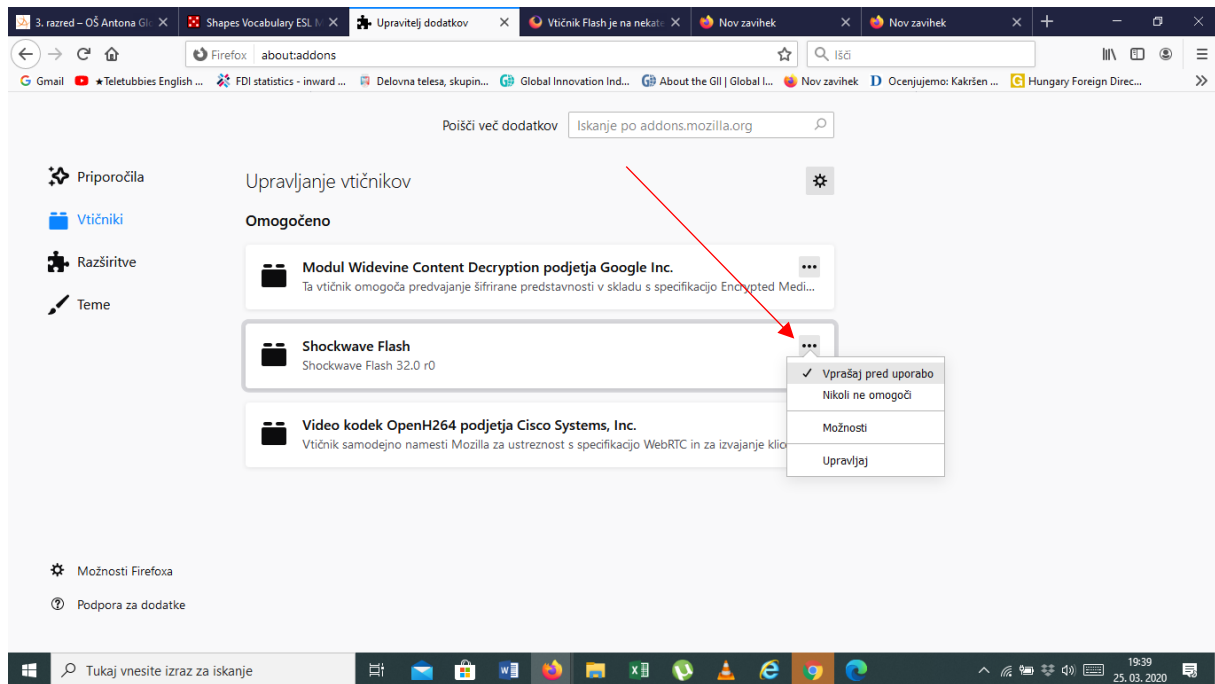 3. razred – OŠ Antona Glo
Shapes Vocabulary ESL M
Upravitelj dodatkov
Vtičnik Flash je na nekate
Nov zavihek
Nov zavihek
Firefox
about:addons
Išči
Gmail
★Teletubbies English ...
FDI statistics - inward ...
Delovna telesa, skupin...
Global Innovation Ind...
About the GII | Global I...
Nov zavihek
Ocenjujemo: Kakršen ...
Hungary Foreign Direc...
Poišči več dodatkov
Iskanje po addons.mozilla.org
Priporočila
Vtičniki
Razširitve
Teme
Upravljanje vtičnikov
Omogočeno
Modul Widevine Content Decryption podjetja Google Inc.
Ta vtičnik omogoča predvajanje šifrirane predstavnosti v skladu s specifikacijo Encrypted Medi...
Shockwave Flash
Shockwave Flash 32.0 r0
Vprašaj pred uporabo
Nikoli ne omogoči
Možnosti
Upravljaj
Video kodek OpenH264 podjetja Cisco Systems, Inc.
Vtičnik samodejno namesti Mozilla za ustreznost s specifikacijo WebRTC in za izvajanje klic
Možnosti Firefoxa
Podpora za dodatke
Tukaj vnesite izraz za iskanje
19:39
25. 03. 2020